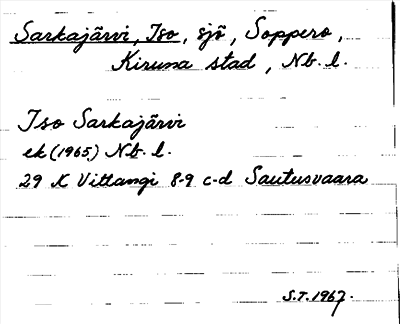 Sarkajärvi, Iso, sjö, Soppero,
Kiruna stad, Nb. l.
Iso Sarkajärvi
ek (1965) Nb. l.
29 K Vittangi 8-9 c-d Sautusvaara
S.T. 1967.